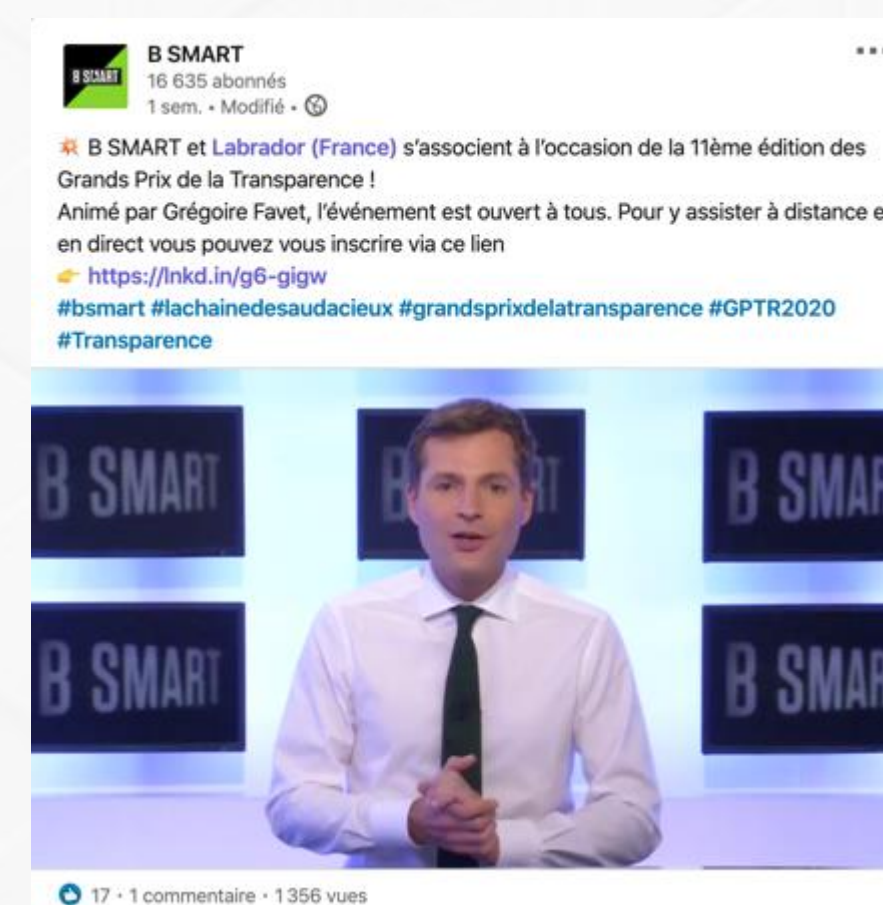 B SMART
B SMART
16 635 abonnés
1 sem. • Modifié •
B SMART et Labrador (France) s'associent à l'occasion de la 11ème édition des
Grands Prix de la Transparence !
Animé par Grégoire Favet, l'événement est ouvert à tous. Pour y assister à distance e
en direct vous pouvez vous inscrire via ce lien
https://lnkd.in/g6-gigw
#bsmart #lachainedesaudacieux #grandsprixdelatransparence #GPTR2020
#Transparence
B SMART
B RT
B SMAR
B SMART
B SMAR
17 · 1 commentaire · 1 356 vues